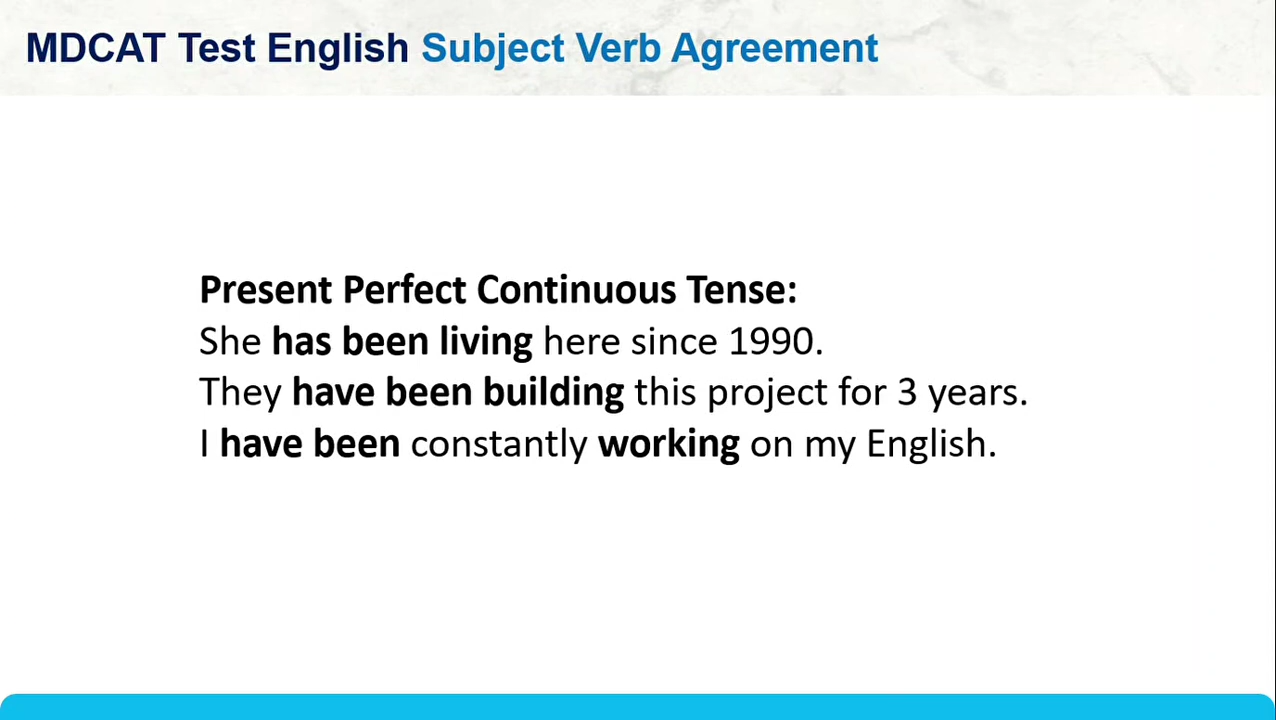 MDCAT Test English Subject Verb Agreement
Present Perfect Continuous Tense:
She has been living here since 1990.
They have been building this project for 3 years.
I have been constantly working on my English.